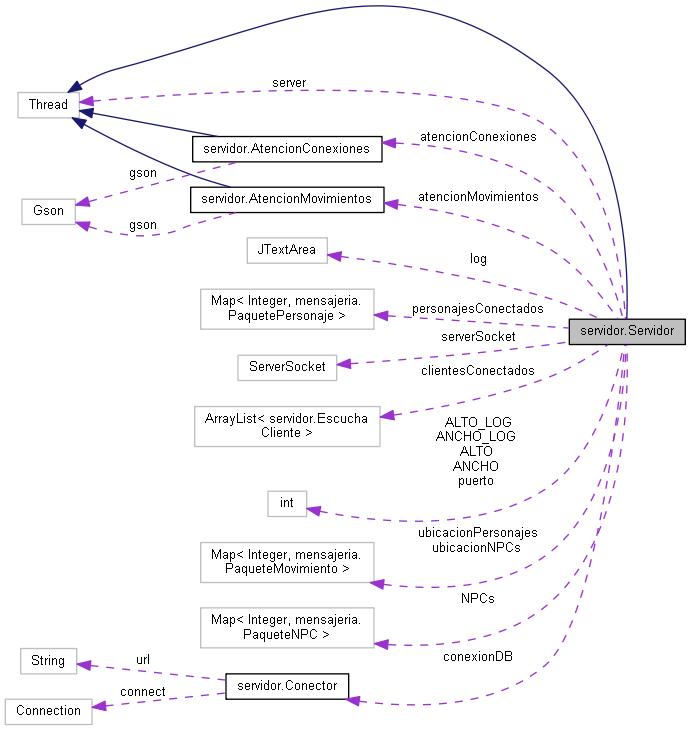 server
Thread
atencionConexiones
servidor.AtencionConexiones
gson
servidor.AtencionMovimientos
atencionMovimientos
Gson
gson
JTextArea
log
Map< Integer, mensajeria.
PaquetePersonaje >
personajesConectados
servidor.Servidor
serverSocket
ServerSocket
clientesConectados
ArrayList< servidor.Escucha
Cliente >
ALTO_LOG
ANCHO_LOG
ALTO
ANCHO
puerto
int
ubicacionPersonajes
ubicacionNPCs
Map< Integer, mensajeria.
PaqueteMovimiento >
NPCs
Map< Integer, mensajeria.
PaqueteNPC >
conexionDB
String
url
servidor.Conector
connect
Connection